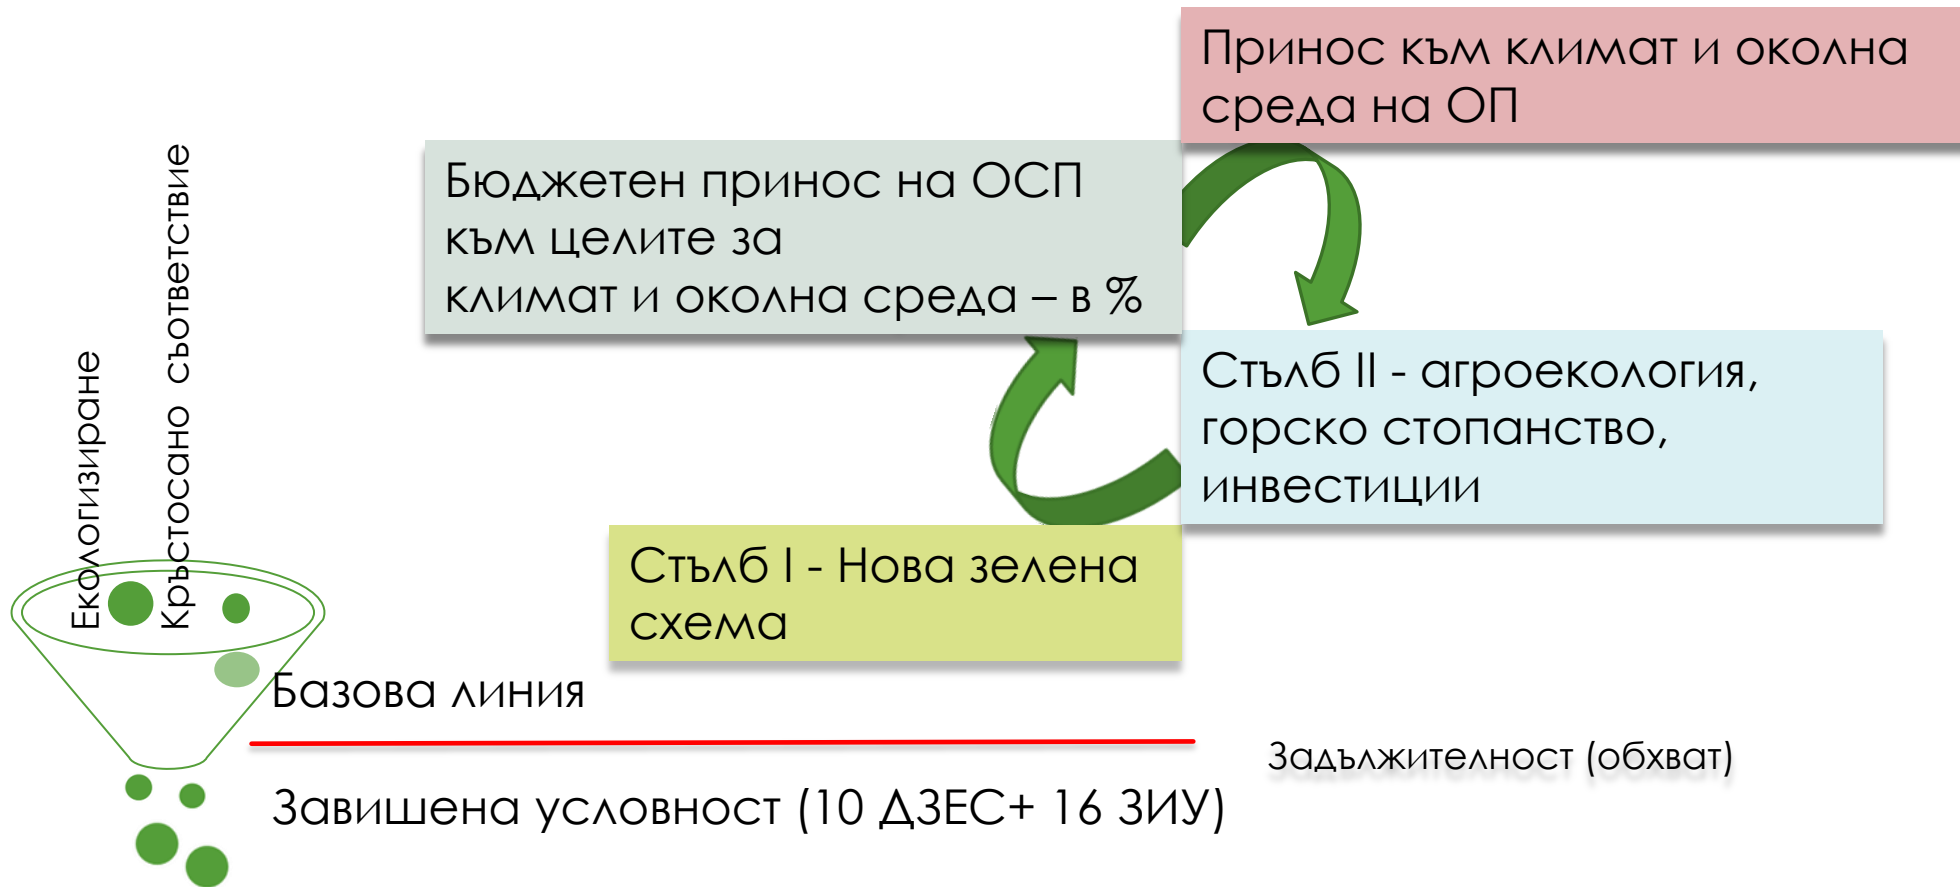 Принос към климат и околна
среда на ОП
Бюджетен принос на ОСП
към целите за
климат и околна среда – в %
Екологизиране
Кръстосано съответствие
Стълб II - агроекология,
горско стопанство,
инвестиции
Стълб I - Нова зелена
схема
Базова линия
Задължителност (обхват)
Завишена условност (10 ДЗЕС+ 16 ЗИУ)